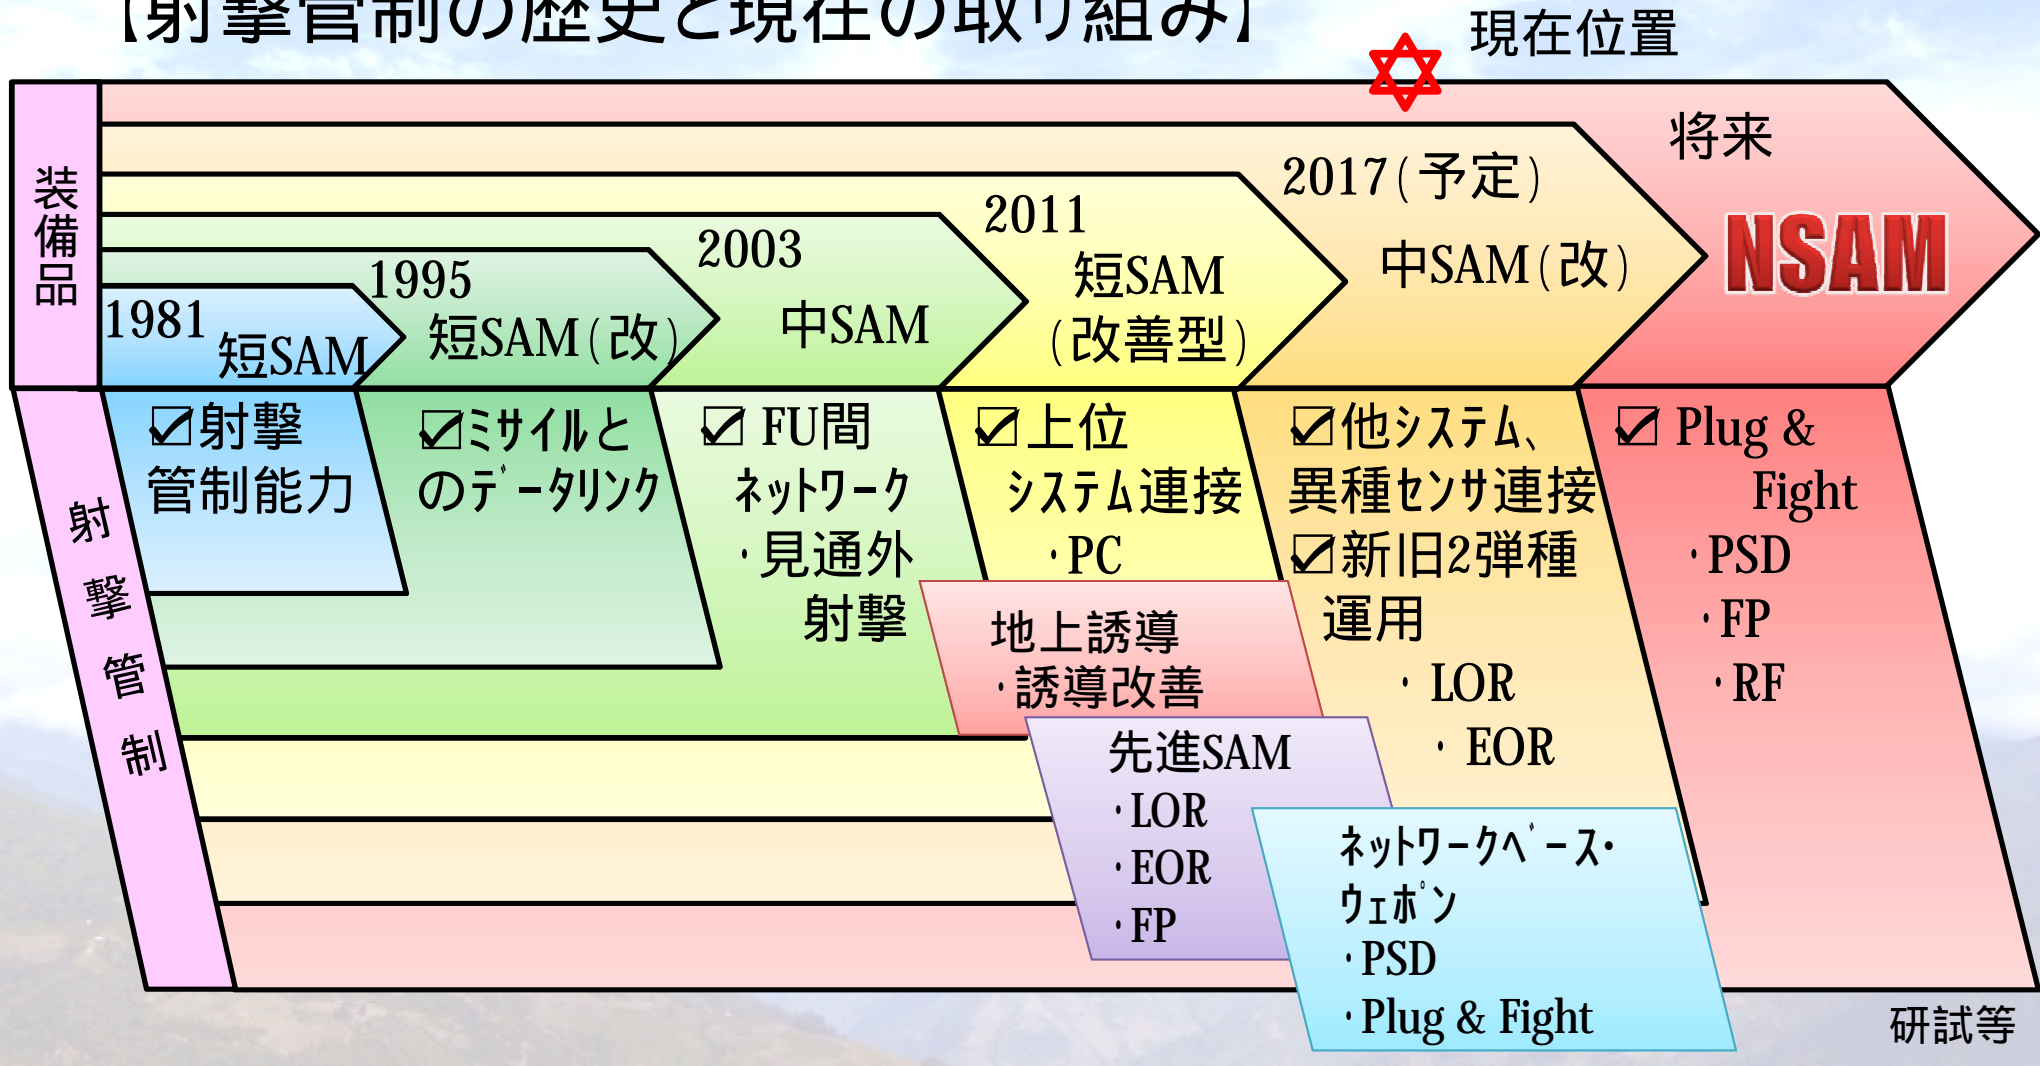 【射撃管制の歴史と現在の取り組み】
現在位置
装備品
1981
短SAM
1995
短SAM(改)
2003
中SAM
2011
短SAM
(改善型)
2017(予定)
中SAM(改)
将来
NSAM
射撃管制
☑射撃
管制能力
☑ミサイルと
のデータリンク
☑ FU間
ネットワーク
・見通外
射撃
☑上位
システム連接
・PC
☑他システム、
異種センサ連接
☑新旧2弾種
運用
・LOR
・EOR
☑ Plug &
Fight
・PSD
・FP
・RF
地上誘導
・誘導改善
先進SAM
・LOR
・EOR
・FP
ネットワークベース・
ウェポン
・PSD
・Plug & Fight
研試等